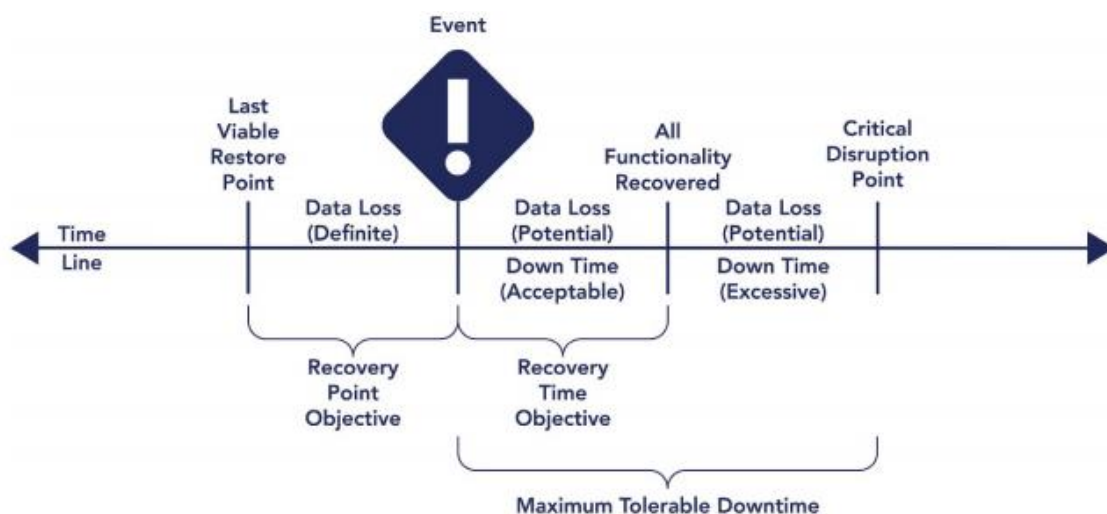 Event
!
Last
Viable
Restore
Point
All
Functionality
Recovered
Critical
Disruption
Point
Time
Line
Data Loss
(Definite)
Data Loss
(Potential)
Data Loss
(Potential)
Down Time
(Acceptable)
Down Time
(Excessive)
Recovery
Point
Objective
Recovery
Time
Objective
Maximum Tolerable Downtime